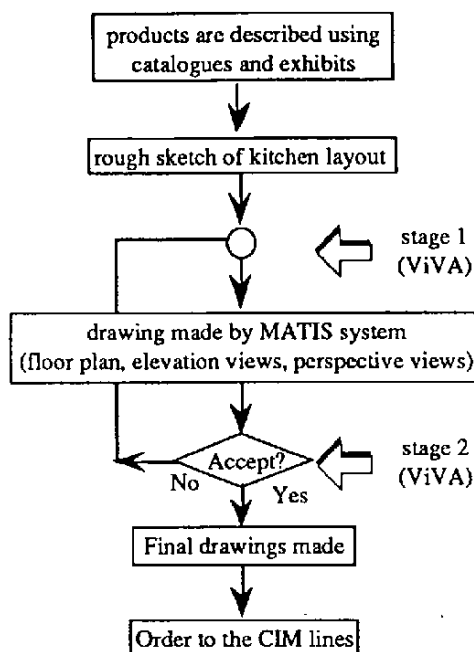 products are described using
catalogues and exhibits
rough sketch of kitchen layout
stage 1
(ViVA)
drawing made by MATIS system
(floor plan, elevation views, perspective views)
Accept?
stage 2
(ViVA)
No
Yes
Final drawings made
Order to the CIM lines